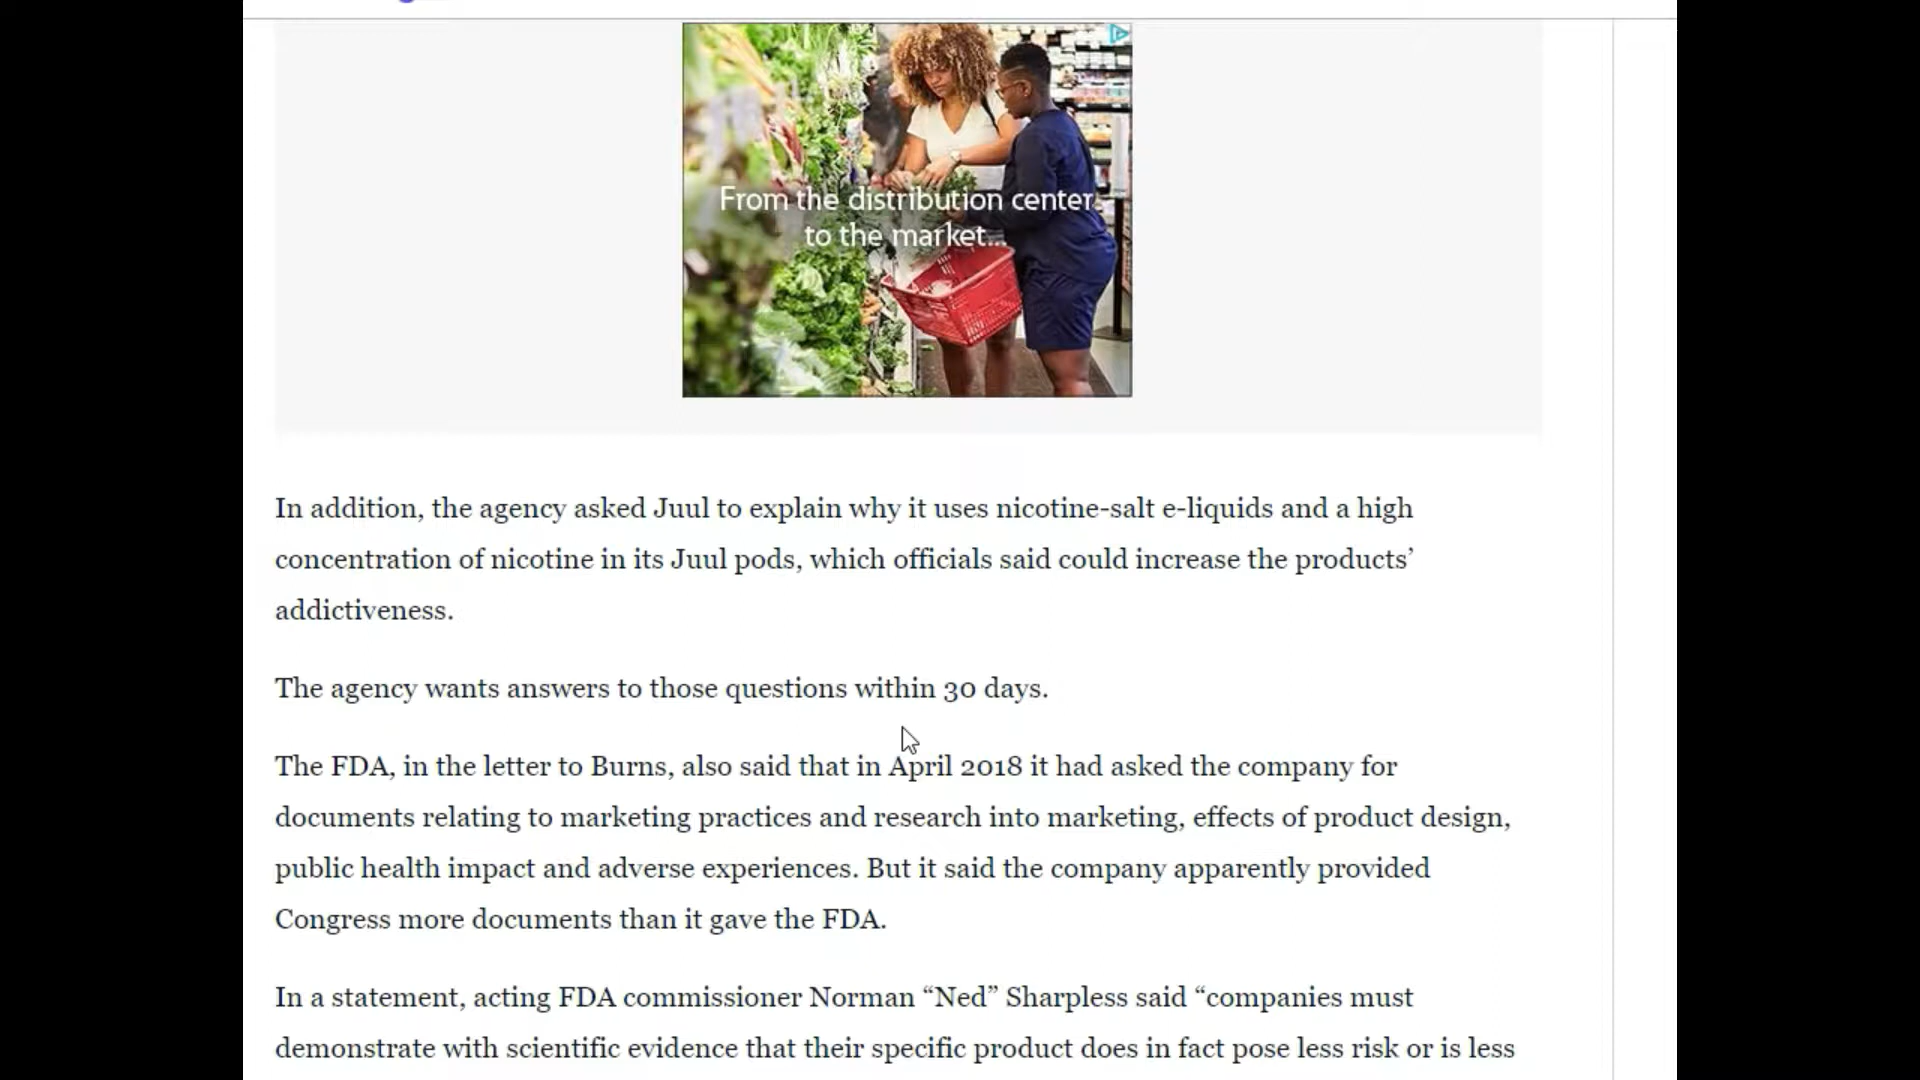 From the distribution center
to the market...
In addition, the agency asked Juul to explain why it uses nicotine-salt e-liquids and a high
concentration of nicotine in its Juul pods, which officials said could increase the products’
addictiveness.
The agency wants answers to those questions within 30 days.
The FDA, in the letter to Burns, also said that in April 2018 it had asked the company for
documents relating to marketing practices and research into marketing, effects of product design,
public health impact and adverse experiences. But it said the company apparently provided
Congress more documents than it gave the FDA.
In a statement, acting FDA commissioner Norman “Ned” Sharpless said “companies must
demonstrate with scientific evidence that their specific product does in fact pose less risk or is less